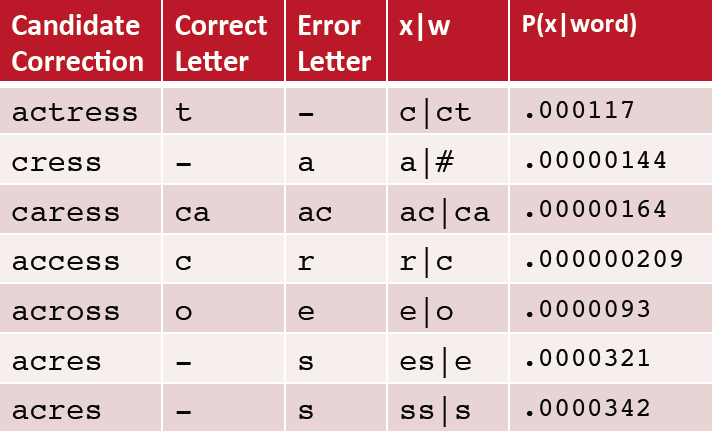 Candidate Correction Correct Letter Error Letter x|w P(x|word)
actress t - c|ct .000117
cress - a a|# .00000144
caress ca ac ac|ca .00000164
access c r r|c .000000209
across o e e|o .0000093
acres - s es|e .0000321
acres - s ss|s .0000342